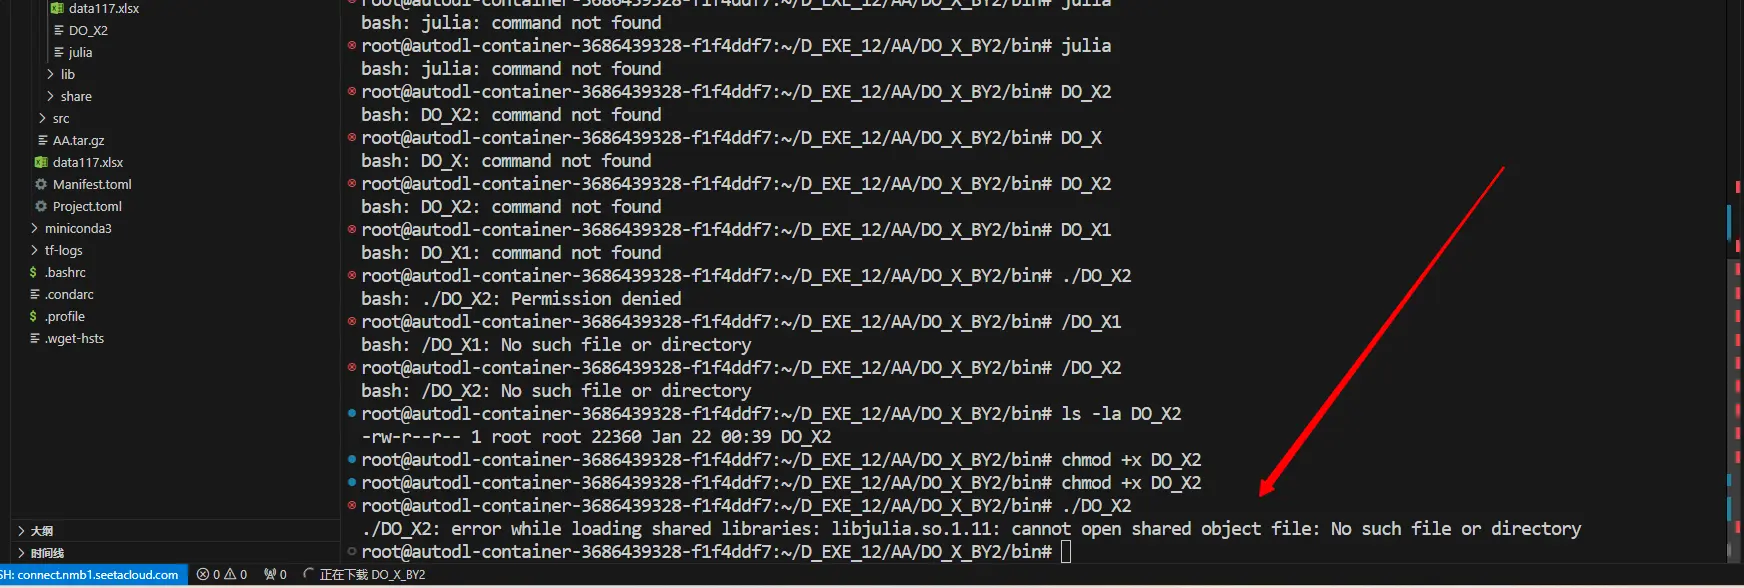 data117.xlsx
DO_X2
julia
lib
share
src
AA.tar.gz
data117.xlsx
Manifest.toml
Project.toml
miniconda3
tf-logs
.bashrc
.condarc
.profile
.wget-hsts
大纲
时间线
root@autodl-container-3686439328-f1f4ddf7:~/D_EXE_12/AA/DO_X_BY2/bin# julia
bash: julia: command not found
root@autodl-container-3686439328-f1f4ddf7:~/D_EXE_12/AA/DO_X_BY2/bin# julia
bash: julia: command not found
root@autodl-container-3686439328-f1f4ddf7:~/D_EXE_12/AA/DO_X_BY2/bin# DO_X2
bash: DO_X2: command not found
root@autodl-container-3686439328-f1f4ddf7:~/D_EXE_12/AA/DO_X_BY2/bin# DO_X
bash: DO_X: command not found
root@autodl-container-3686439328-f1f4ddf7:~/D_EXE_12/AA/DO_X_BY2/bin# DO_X2
bash: DO_X2: command not found
root@autodl-container-3686439328-f1f4ddf7:~/D_EXE_12/AA/DO_X_BY2/bin# DO_X1
bash: DO_X1: command not found
root@autodl-container-3686439328-f1f4ddf7:~/D_EXE_12/AA/DO_X_BY2/bin# ./DO_X2
bash: ./DO_X2: Permission denied
root@autodl-container-3686439328-f1f4ddf7:~/D_EXE_12/AA/DO_X_BY2/bin# /DO_X1
bash: /DO_X1: No such file or directory
root@autodl-container-3686439328-f1f4ddf7:~/D_EXE_12/AA/DO_X_BY2/bin# /DO_X2
bash: /DO_X2: No such file or directory
root@autodl-container-3686439328-f1f4ddf7:~/D_EXE_12/AA/DO_X_BY2/bin# ls -la DO_X2
-rw-r--r-- 1 root root 22360 Jan 22 00:39 DO_X2
root@autodl-container-3686439328-f1f4ddf7:~/D_EXE_12/AA/DO_X_BY2/bin# chmod +x DO_X2
root@autodl-container-3686439328-f1f4ddf7:~/D_EXE_12/AA/DO_X_BY2/bin# chmod +x DO_X2
root@autodl-container-3686439328-f1f4ddf7:~/D_EXE_12/AA/DO_X_BY2/bin# ./DO_X2
./DO_X2: error while loading shared libraries: libjulia.so.1.11: cannot open shared object file: No such file or directory
root@autodl-container-3686439328-f1f4ddf7:~/D_EXE_12/AA/DO_X_BY2/bin#
SH: connect.nmb1.seetacloud.com 0 0 0 正在下载 DO_X_BY2